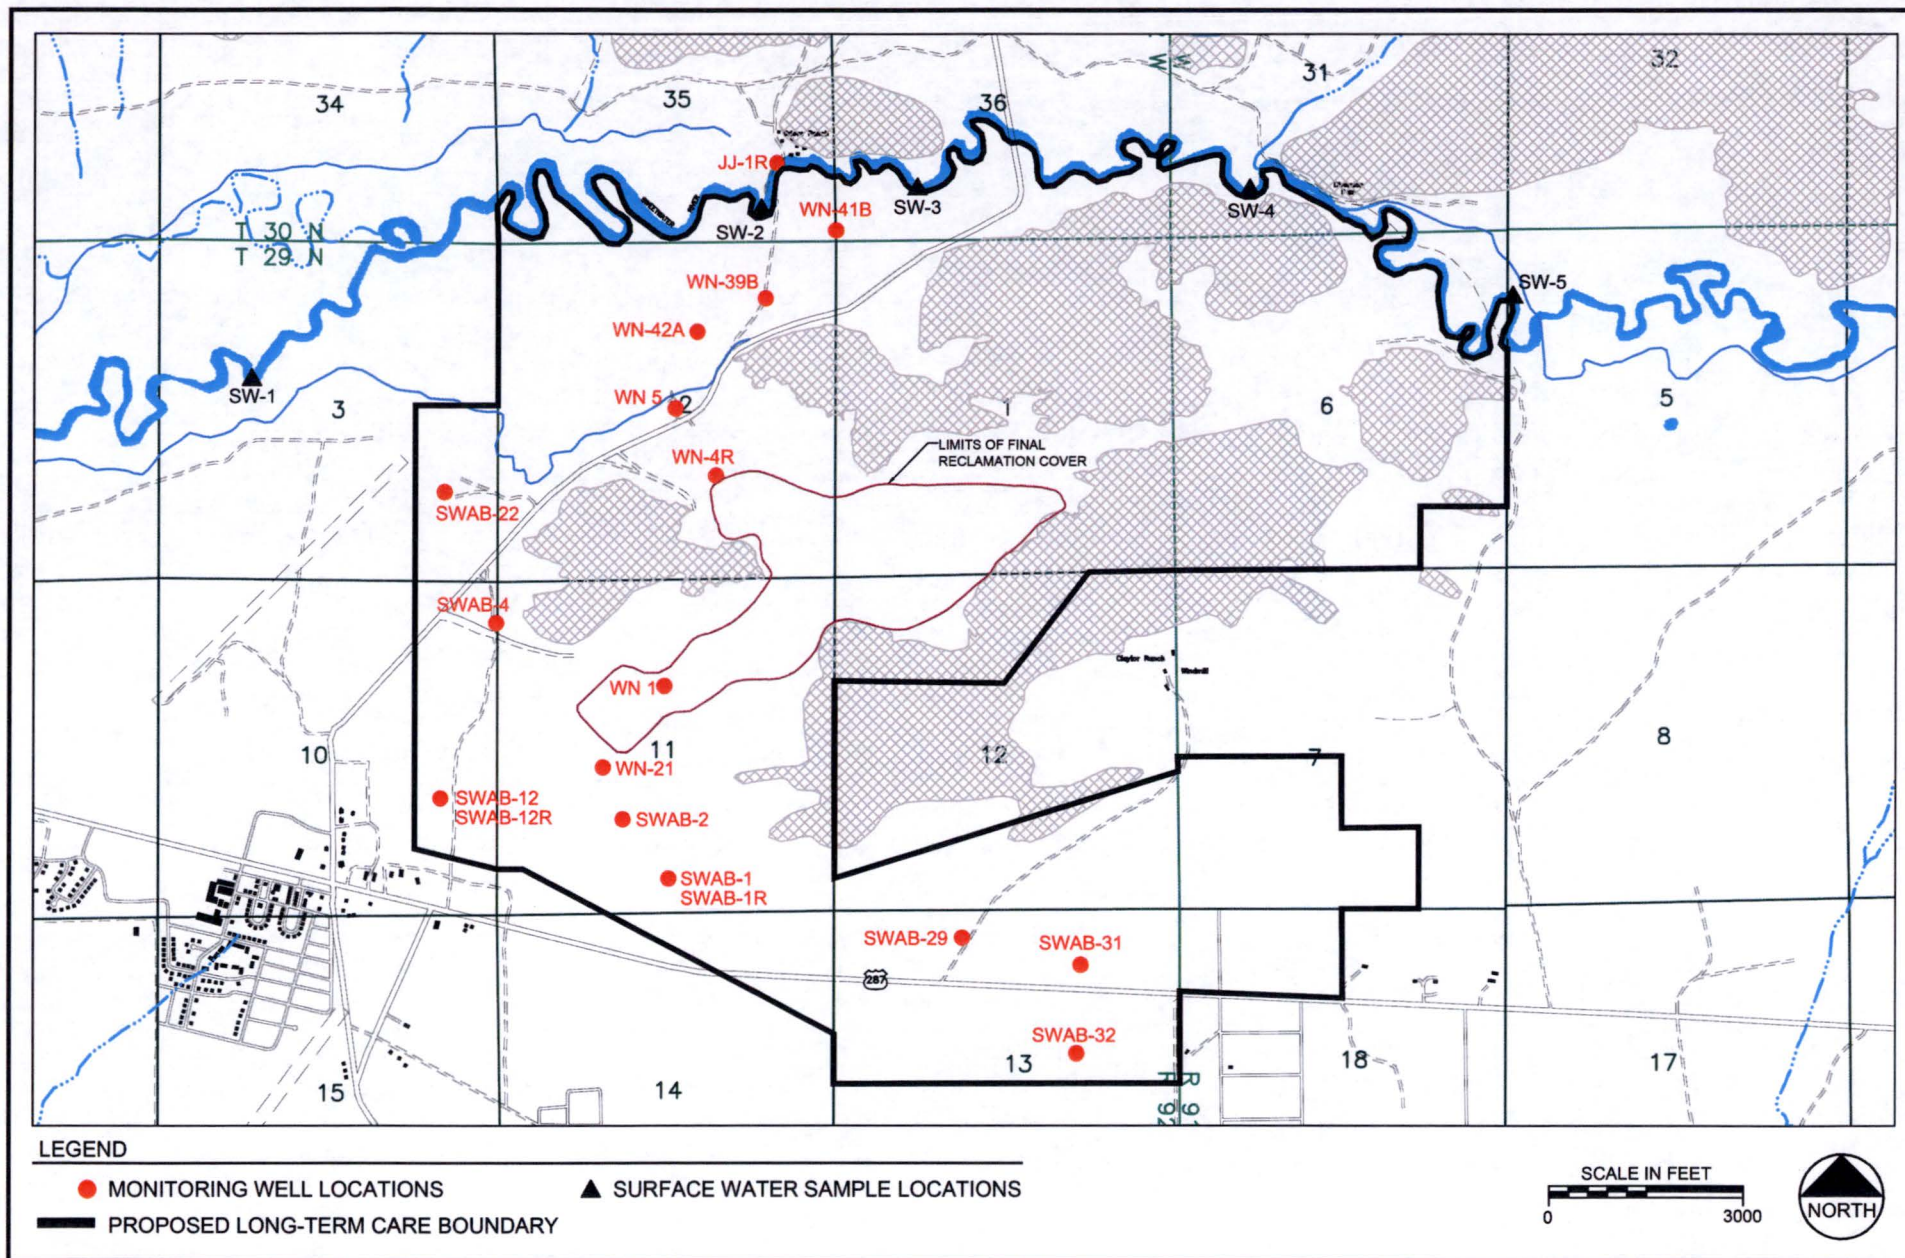 32
31
34
35
36
JJ-1R
WN-41B
SW-3
SW-4
SW-2
T 30 N
T 29 N
WN-39B
SW-5
WN-42A
SW-1
3
WN 5
2
1
6
5
LIMITS OF FINAL
RECLAMATION COVER
WN-4R
SWAB-22
SWAB-4
Claytor Ranch
Windmill
WN 1
10
11
12
7
8
WN-21
SWAB-12
SWAB-12R
SWAB-2
SWAB-1
SWAB-1R
SWAB-29
SWAB-31
287
SWAB-32
15
14
13
18
17
LEGEND
MONITORING WELL LOCATIONS
SURFACE WATER SAMPLE LOCATIONS
PROPOSED LONG-TERM CARE BOUNDARY
SCALE IN FEET
0
3000
NORTH